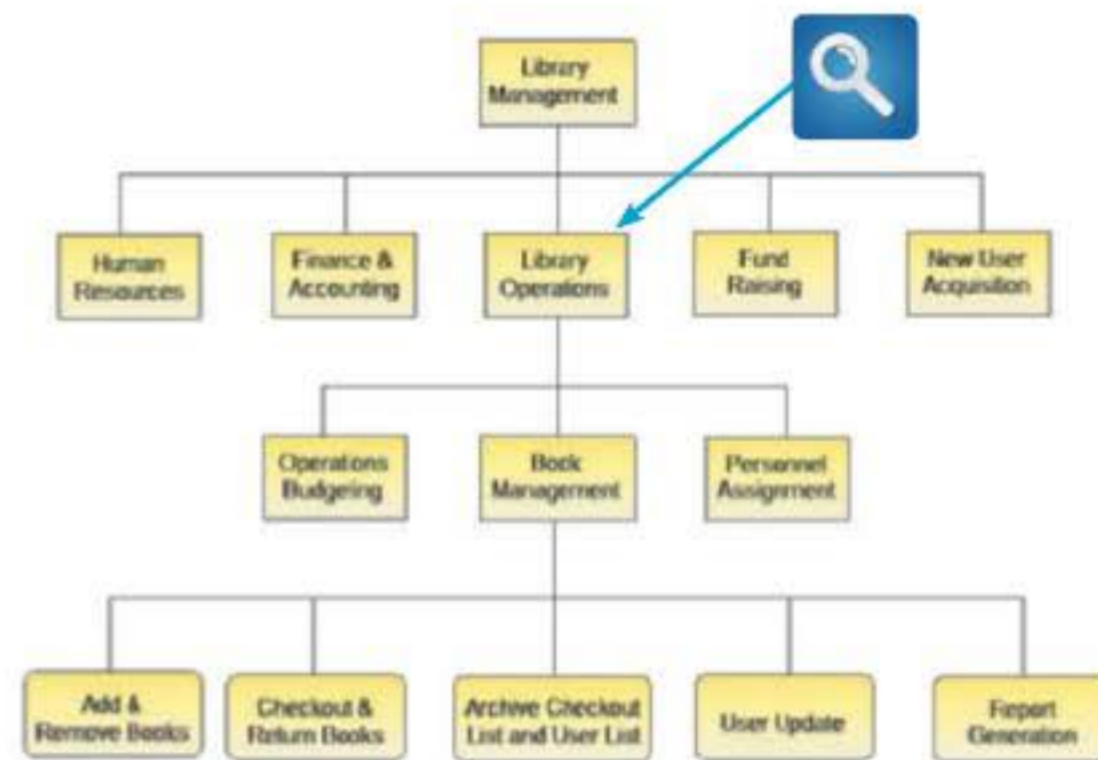 Library
Management
Human
Resources
Finance &
Accounting
Library
Operations
Fund
Raising
New User
Acquisition
Operations
Budgeing
Book
Management
Personnel
Assignment
Add &
Remove Books
Checkout &
Return Books
Archive Checkout
List and User List
User Update
Report
Generation